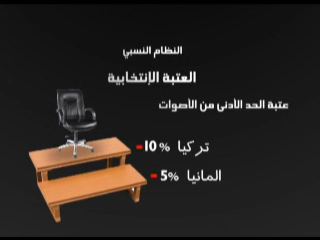 النظام النسبي
العتبة الإنتخابية
عتبة الحد الأدنى من الأصوات
تركيا 10%
المانيا 5%